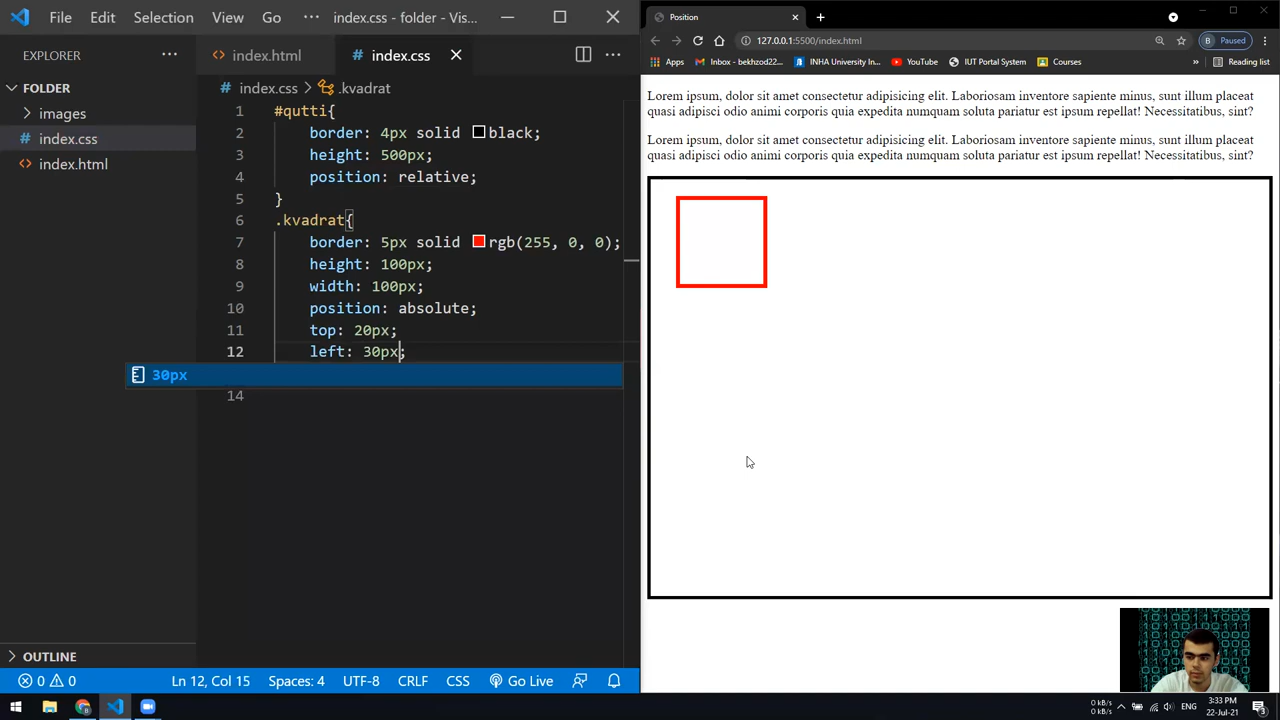 File Edit Selection View Go ··· index.css - folder - Vis...
EXPLORER ···
FOLDER
images
index.css
index.html
OUTLINE
index.html
index.css
index.css > .kvadrat
1 #qutti{
2 border: 4px solid black;
3 height: 500px;
4 position: relative;
5 }
6 .kvadrat{
7 border: 5px solid rgb(255, 0, 0);
8 height: 100px;
9 width: 100px;
10 position: absolute;
11 top: 20px;
12 left: 30px;
30px
14
0 0 Ln 12, Col 15 Spaces: 4 UTF-8 CRLF CSS Go Live
Position
127.0.0.1:5500/index.html
B Paused
Apps Inbox - bekhzod22... INHA University In... YouTube IUT Portal System Courses » Reading list
Lorem ipsum, dolor sit amet consectetur adipisicing elit. Laboriosam inventore sapiente minus, sunt illum placeat
quasi adipisci odio animi corporis quia expedita numquam soluta pariatur est ipsum repellat! Necessitatibus, sint?
Lorem ipsum, dolor sit amet consectetur adipisicing elit. Laboriosam inventore sapiente minus, sunt illum placeat
quasi adipisci odio animi corporis quia expedita numquam soluta pariatur est ipsum repellat! Necessitatibus, sint?
0 kB/s
0 kB/s
ENG
3:33 PM
22-Jul-21
3